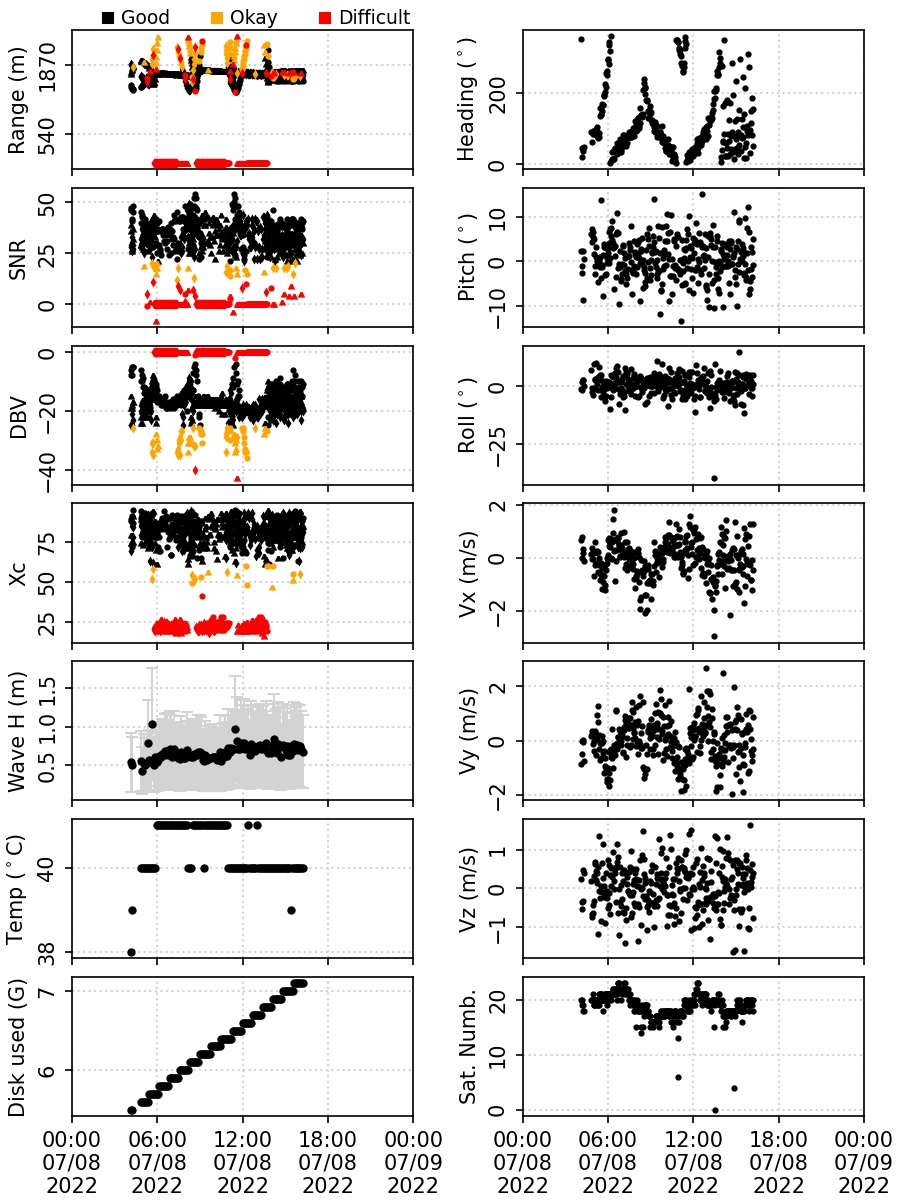 Good Okay Difficult
Range (m)
1870
540
Heading (°)
200
0
SNR
50
25
0
Pitch (°)
10
0
−10
DBV
0
−20
−40
Roll (°)
0
−25
Xc
75
50
25
Vx (m/s)
2
0
−2
Wave H (m)
1.5
1.0
0.5
Vy (m/s)
2
0
−2
Temp (°C)
40
38
Vz (m/s)
1
0
−1
Disk used (G)
7
6
Sat. Numb.
20
10
0
00:00 06:00 12:00 18:00 00:00
07/08 07/08 07/08 07/08 07/09
2022 2022 2022 2022 2022
00:00 06:00 12:00 18:00 00:00
07/08 07/08 07/08 07/08 07/09
2022 2022 2022 2022 2022